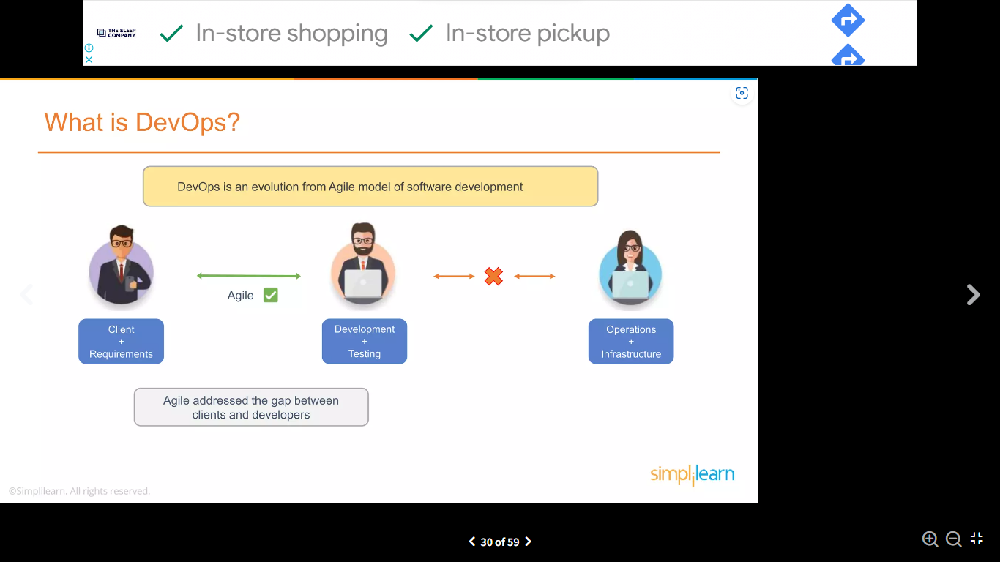 THE SLEEP
COMPANY
In-store shopping
In-store pickup
What is DevOps?
DevOps is an evolution from Agile model of software development
Agile
Client
+
Requirements
Development
+
Testing
Operations
+
Infrastructure
Agile addressed the gap between
clients and developers
simplilearn
©Simplilearn. All rights reserved.
30 of 59